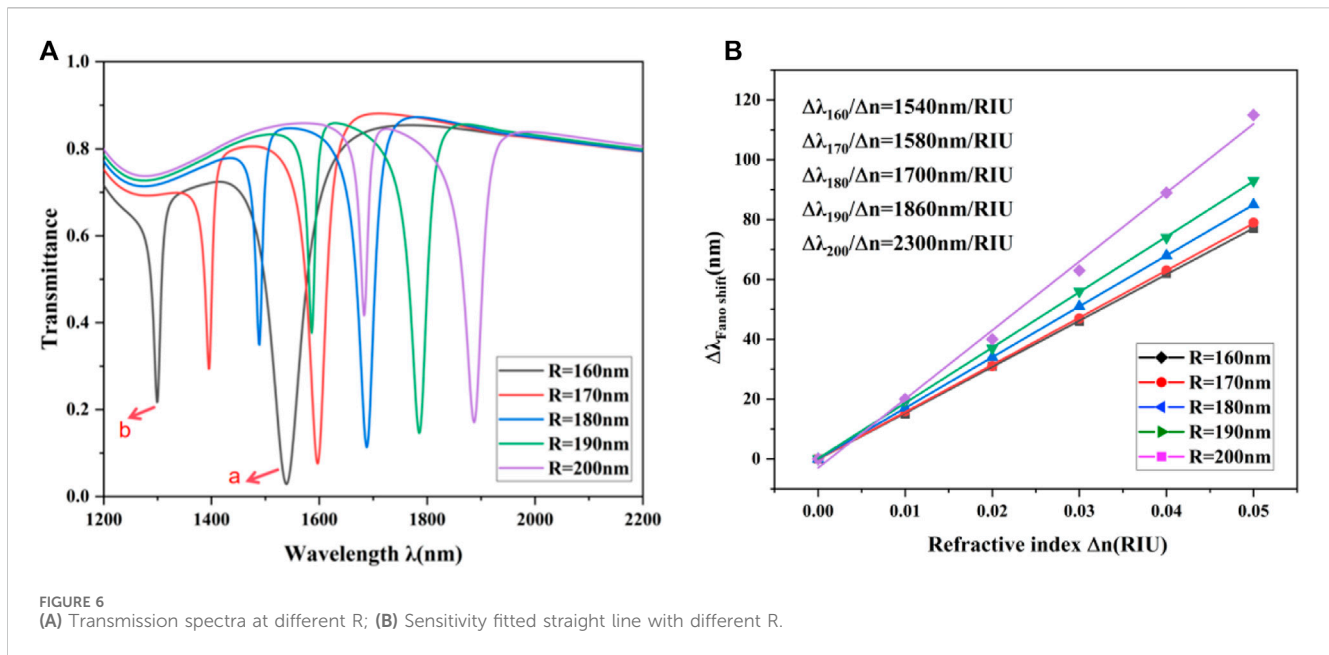 A
Transmittance
1.0
0.8
0.6
0.4
0.2
0.0
b
a
R=160nm
R=170nm
R=180nm
R=190nm
R=200nm
1200 1400 1600 1800 2000 2200
Wavelength λ(nm)
B
Δλ₁₆₀/Δn=1540nm/RIU
Δλ₁₇₀/Δn=1580nm/RIU
Δλ₁₈₀/Δn=1700nm/RIU
Δλ₁₉₀/Δn=1860nm/RIU
Δλ₂₀₀/Δn=2300nm/RIU
ΔλFano shift(nm)
120
100
80
60
40
20
0
R=160nm
R=170nm
R=180nm
R=190nm
R=200nm
0.00 0.01 0.02 0.03 0.04 0.05
Refractive index Δn(RIU)
FIGURE 6
(A) Transmission spectra at different R; (B) Sensitivity fitted straight line with different R.